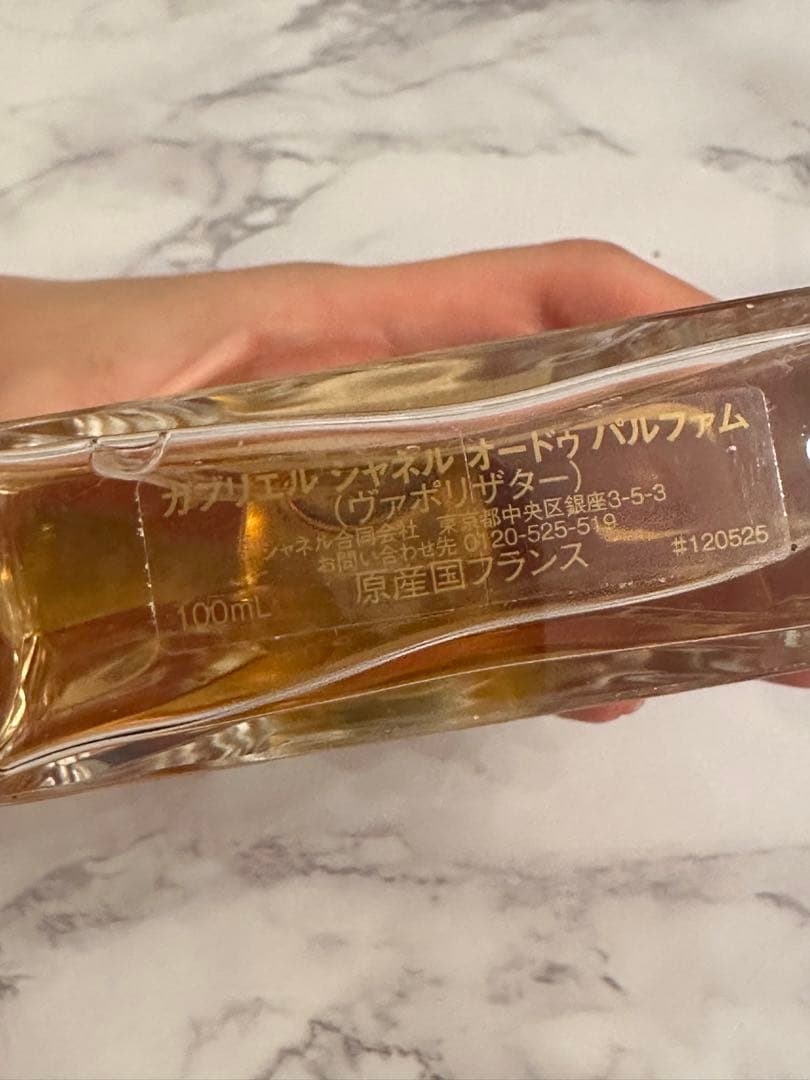 ガブリエル シャネル オードゥ パルファム
(ヴァポリザター)
シャネル合同会社 東京都中央区銀座3-5-3
お問い合わせ先 0120-525-519
原産国フランス
100mL
#120525